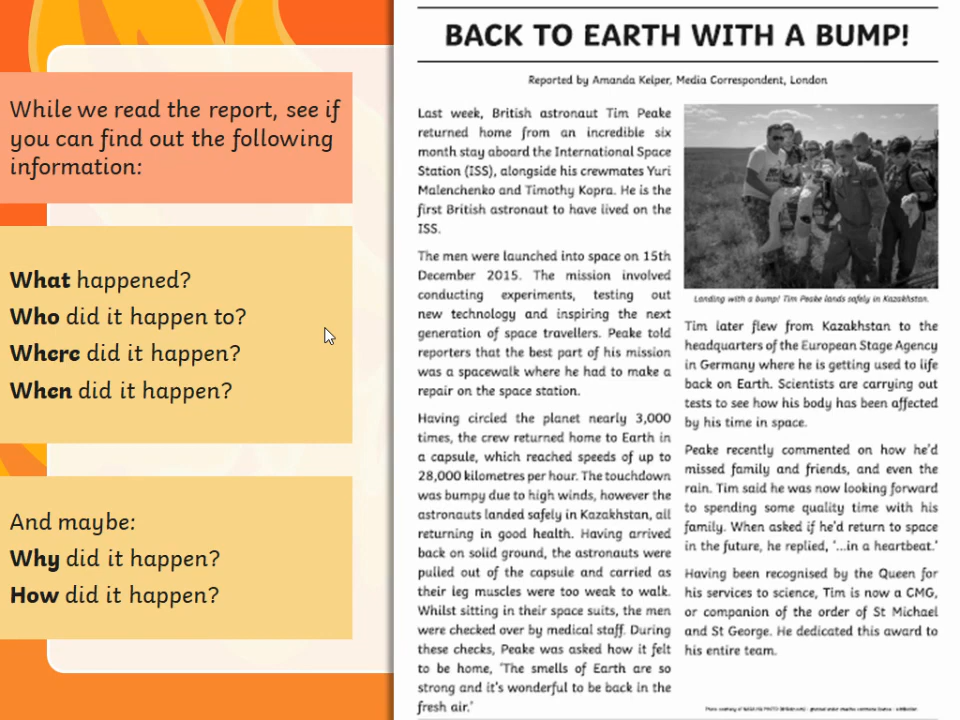 While we read the report, see if
you can find out the following
information:
What happened?
Who did it happen to?
Where did it happen?
When did it happen?
And maybe:
Why did it happen?
How did it happen?
BACK TO EARTH WITH A BUMP!
Reported by Amanda Kelper, Media Correspondent, London
Last week, British astronaut Tim Peake
returned home from an incredible six
month stay aboard the International Space
Station (ISS), alongside his crewmates Yuri
Malenchenko and Timothy Kopra. He is the
first British astronaut to have lived on the
ISS.
The men were launched into space on 15th
December 2015. The mission involved
conducting experiments, testing out
new technology and inspiring the next
generation of space travellers. Peake told
reporters that the best part of his mission
was a spacewalk where he had to make a
repair on the space station.
Having circled the planet nearly 3,000
times, the crew returned home to Earth in
a capsule, which reached speeds of up to
28,000 kilometres per hour. The touchdown
was bumpy due to high winds, however the
astronauts landed safely in Kazakhstan, all
returning in good health. Having arrived
back on solid ground, the astronauts were
pulled out of the capsule and carried as
their leg muscles were too weak to walk.
Whilst sitting in their space suits, the men
were checked over by medical staff. During
these checks, Peake was asked how it felt
to be home, 'The smells of Earth are so
strong and it's wonderful to be back in the
fresh air.'
Landing with a bump! Tim Peake lands safely in Kazakhstan.
Tim later flew from Kazakhstan to the
headquarters of the European Stage Agency
in Germany where he is getting used to life
back on Earth. Scientists are carrying out
tests to see how his body has been affected
by his time in space.
Peake recently commented on how he'd
missed family and friends, and even the
rain. Tim said he was now looking forward
to spending some quality time with his
family. When asked if he'd return to space
in the future, he replied, '...in a heartbeat.'
Having been recognised by the Queen for
his services to science, Tim is now a CMG,
or companion of the order of St Michael
and St George. He dedicated this award to
his entire team.